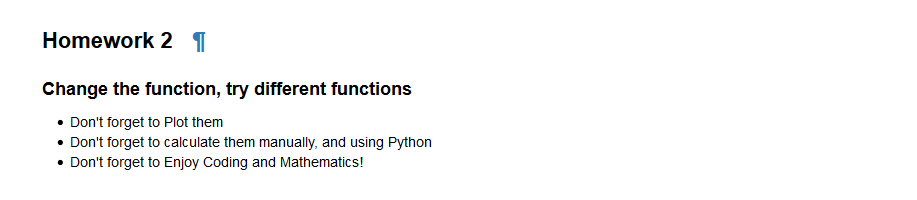 Homework 2 ¶
Change the function, try different functions
• Don't forget to Plot them
• Don't forget to calculate them manually, and using Python
• Don't forget to Enjoy Coding and Mathematics!